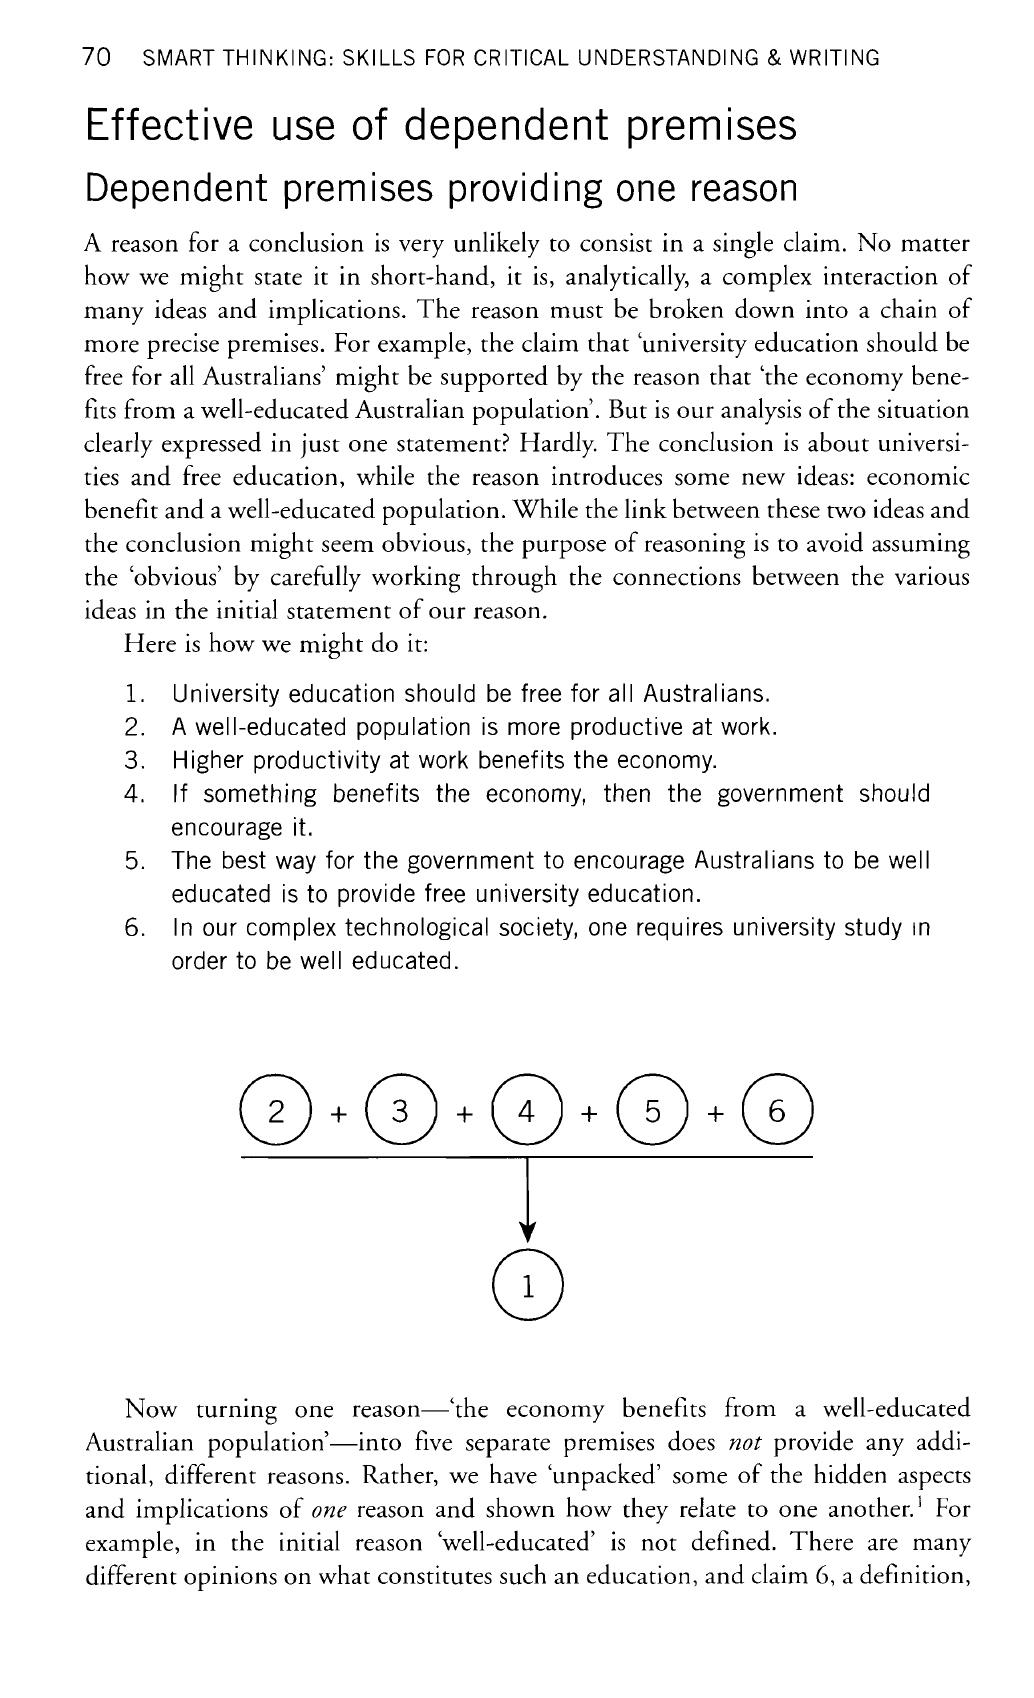 70 SMART THINKING: SKILLS FOR CRITICAL UNDERSTANDING & WRITING
Effective use of dependent premises
Dependent premises providing one reason
A reason for a conclusion is very unlikely to consist in a single claim. No matter
how we might state it in short-hand, it is, analytically, a complex interaction of
many ideas and implications. The reason must be broken down into a chain of
more precise premises. For example, the claim that ‘university education should be
free for all Australians’ might be supported by the reason that ‘the economy bene-
fits from a well-educated Australian population’. But is our analysis of the situation
clearly expressed in just one statement? Hardly. The conclusion is about universi-
ties and free education, while the reason introduces some new ideas: economic
benefit and a well-educated population. While the link between these two ideas and
the conclusion might seem obvious, the purpose of reasoning is to avoid assuming
the ‘obvious’ by carefully working through the connections between the various
ideas in the initial statement of our reason.
Here is how we might do it:
1. University education should be free for all Australians.
2. A well-educated population is more productive at work.
3. Higher productivity at work benefits the economy.
4. If something benefits the economy, then the government should
encourage it.
5. The best way for the government to encourage Australians to be well
educated is to provide free university education.
6. In our complex technological society, one requires university study in
order to be well educated.
2 + 3 + 4 + 5 + 6
1
Now turning one reason—‘the economy benefits from a well-educated
Australian population’—into five separate premises does not provide any addi-
tional, different reasons. Rather, we have ‘unpacked’ some of the hidden aspects
and implications of one reason and shown how they relate to one another.¹ For
example, in the initial reason ‘well-educated’ is not defined. There are many
different opinions on what constitutes such an education, and claim 6, a definition,